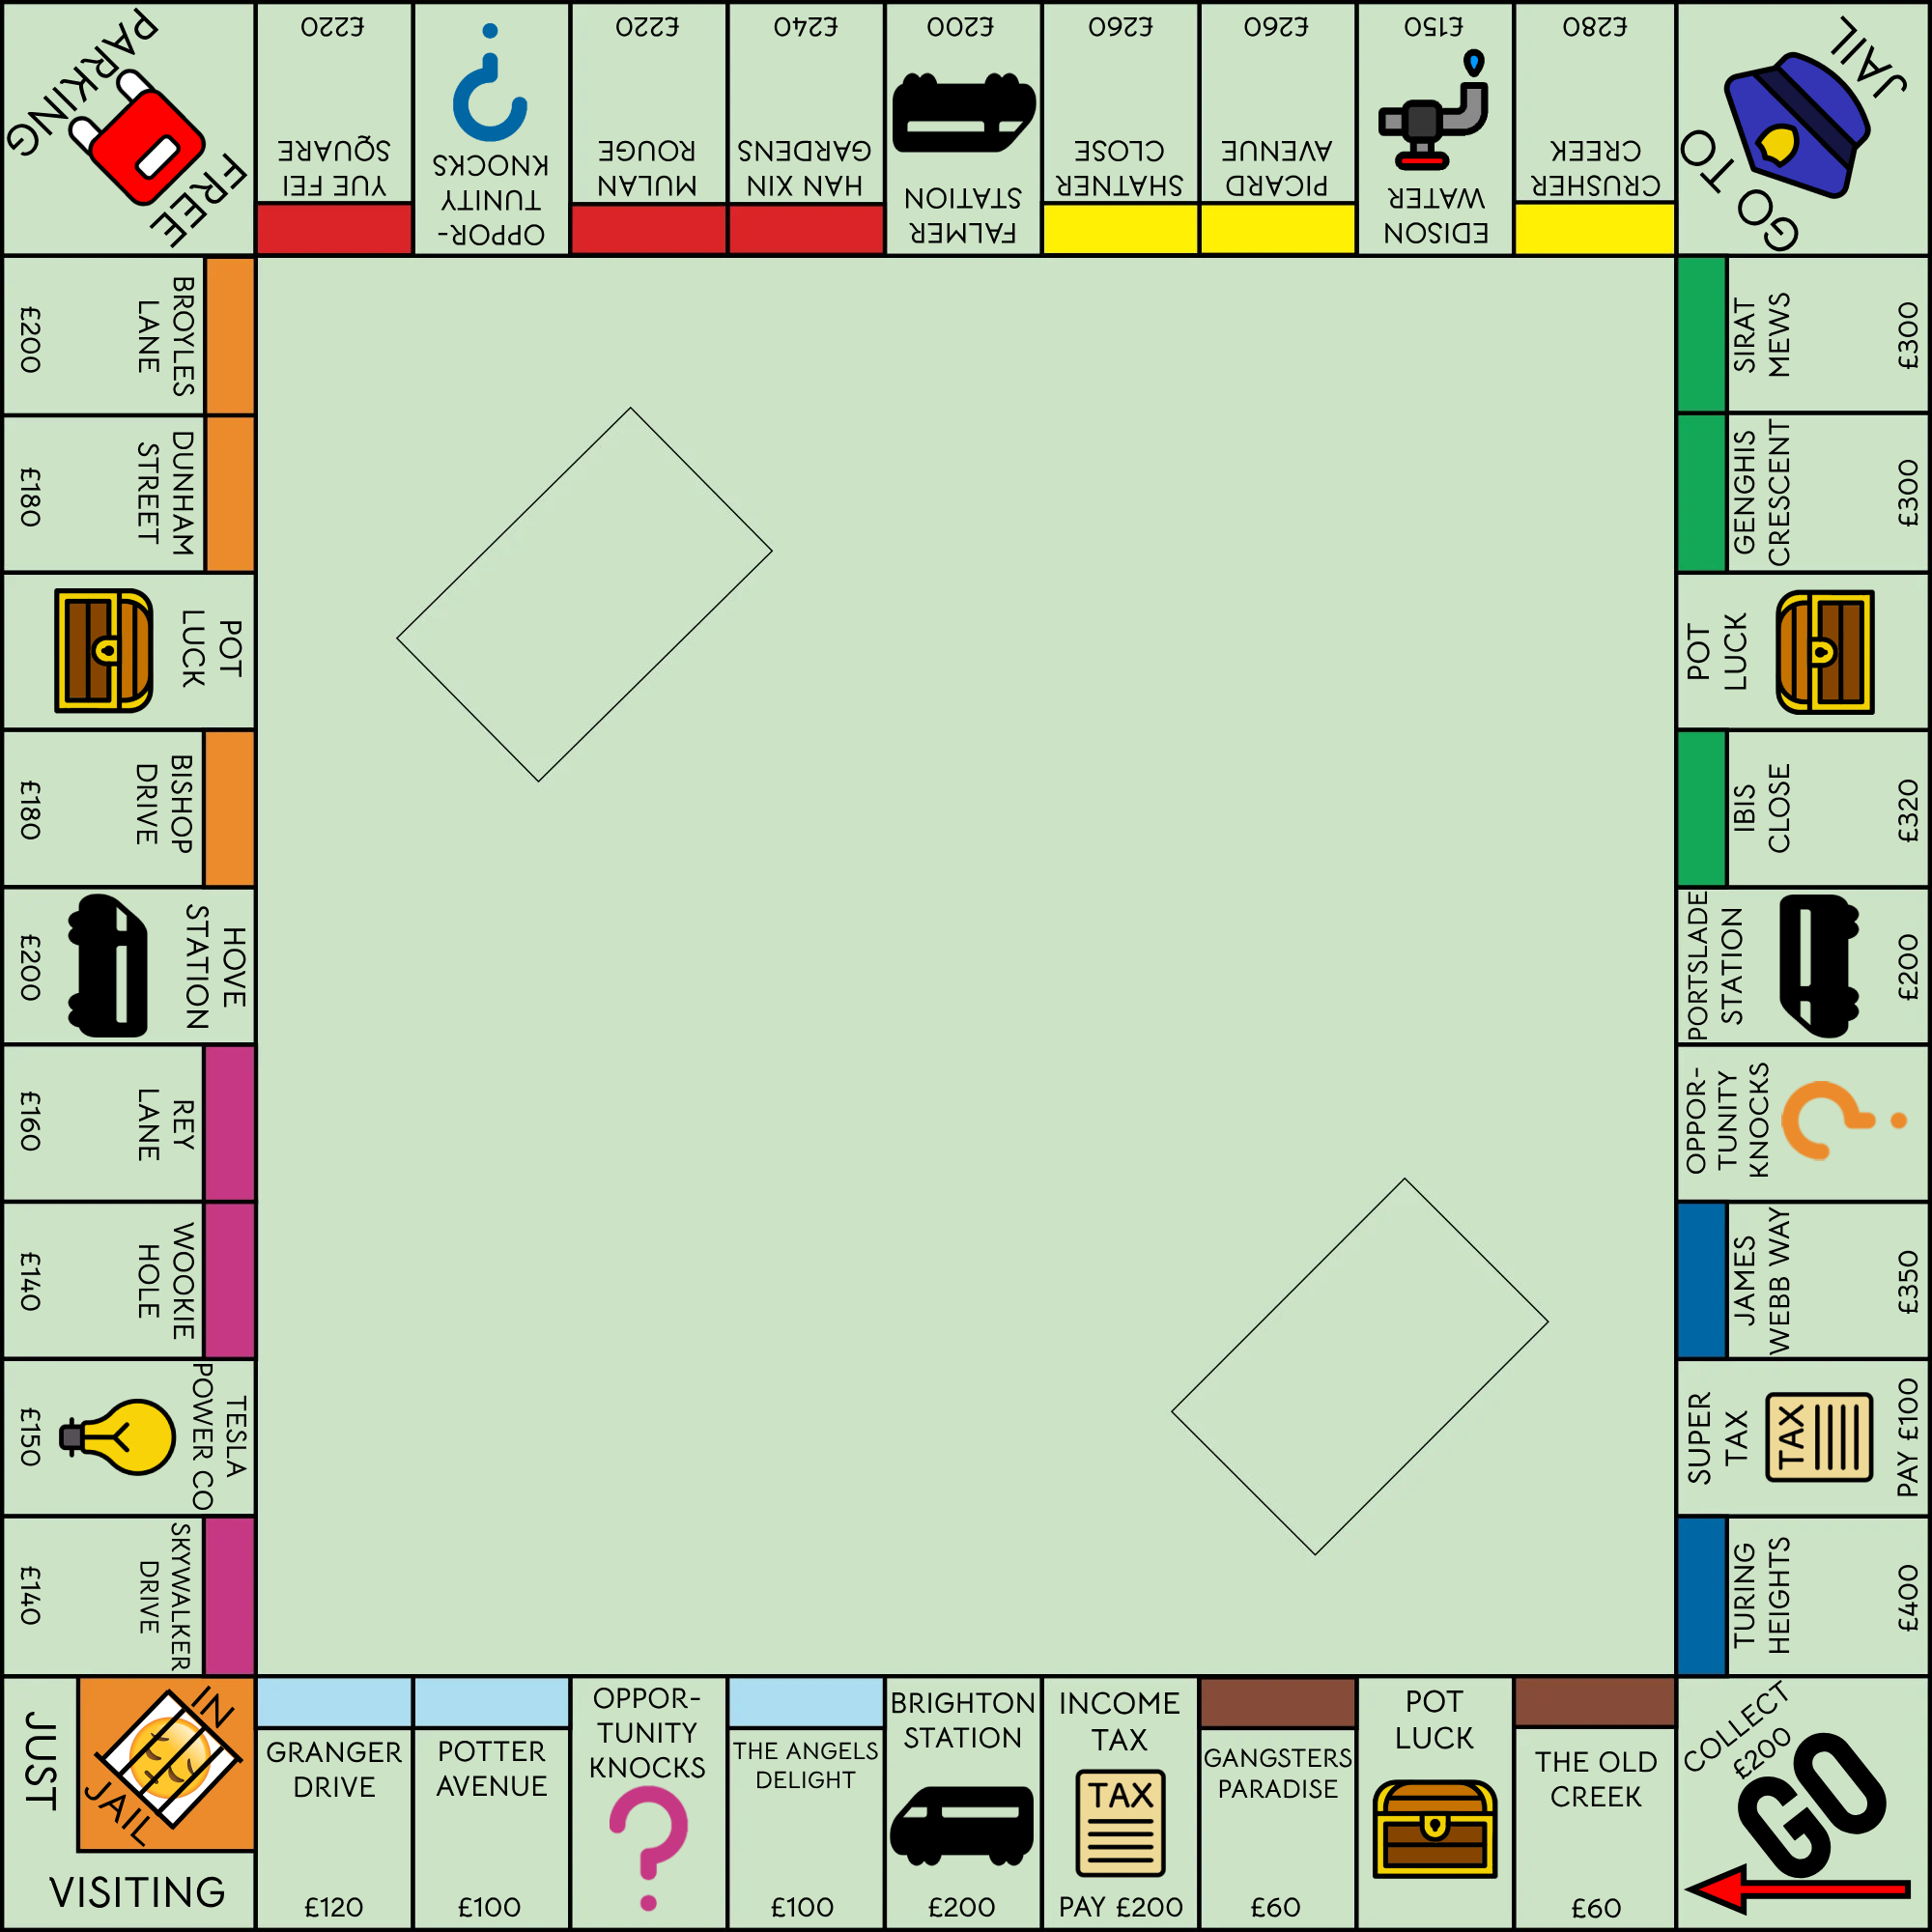 COLLECT
£200
GO
THE OLD
CREEK
£60
POT
LUCK
GANGSTERS
PARADISE
£60
INCOME
TAX
TAX
PAY £200
BRIGHTON
STATION
£200
THE ANGELS
DELIGHT
£100
OPPOR-
TUNITY
KNOCKS
?
POTTER
AVENUE
£100
GRANGER
DRIVE
£120
IN
JAIL
JUST
VISITING
SKYWALKER
DRIVE
£140
TESLA
POWER CO
£150
WOOKIE
HOLE
£140
REY
LANE
£160
HOVE
STATION
£200
BISHOP
DRIVE
£180
POT
LUCK
DUNHAM
STREET
£180
BROYLES
LANE
£200
FREE
PARKING
YUE FEI
SQUARE
£220
OPPOR-
TUNITY
KNOCKS
?
MULAN
ROUGE
£220
HAN XIN
GARDENS
£240
FALMER
STATION
£200
SHATNER
CLOSE
£260
PICARD
AVENUE
£260
EDISON
WATER
£150
CRUSHER
CREEK
£280
GO TO
JAIL
SIRAT
MEWS
£300
GENGHIS
CRESCENT
£300
POT
LUCK
IBIS
CLOSE
£320
PORTSLADE
STATION
£200
OPPOR-
TUNITY
KNOCKS
?
JAMES
WEBB WAY
£350
SUPER
TAX
TAX
PAY £100
TURING
HEIGHTS
£400